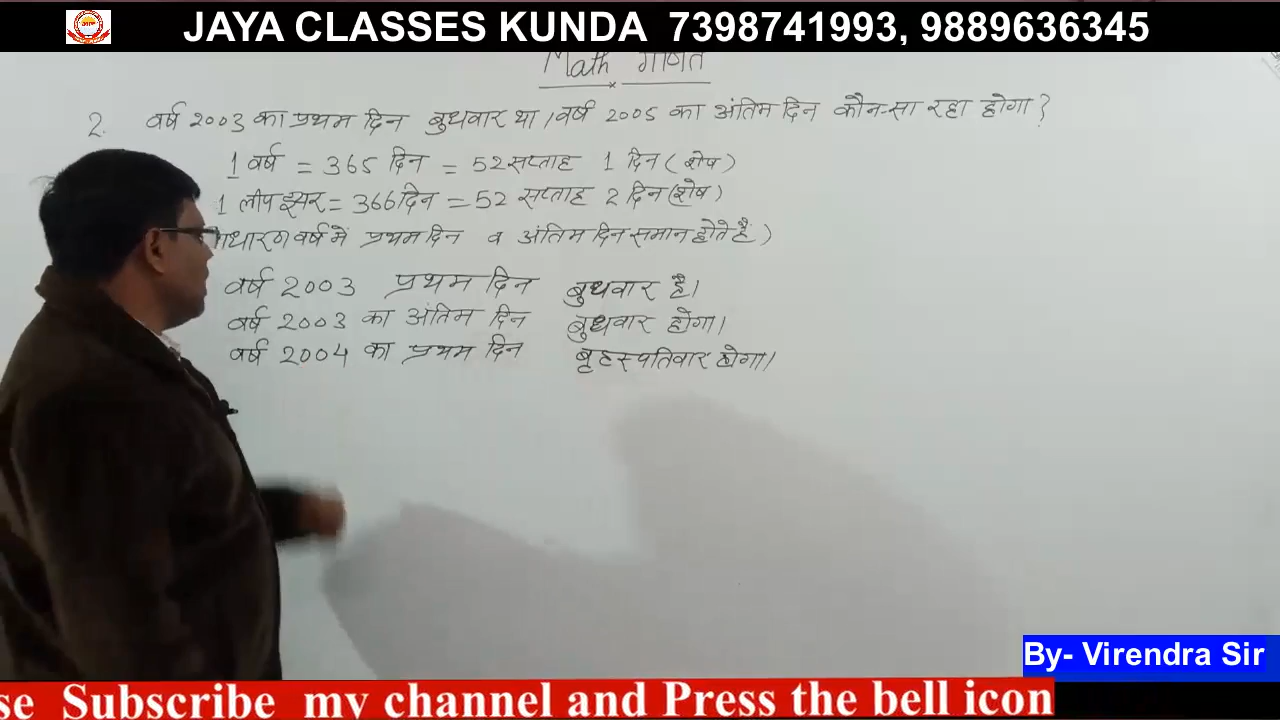 JAYA CLASSES KUNDA 7398741993, 9889636345
Math गणित
2. वर्ष 2003 का प्रथम दिन बुधवार था। वर्ष 2005 का अंतिम दिन कौन-सा रहा होगा?
1 वर्ष = 365 दिन = 52 सप्ताह 1 दिन (शेष)
1 लीप इयर = 366 दिन = 52 सप्ताह 2 दिन (शेष)
वर्ष में प्रथम दिन व अंतिम दिन समान होते हैं)
वर्ष 2003 प्रथम दिन बुधवार है।
वर्ष 2003 का अंतिम दिन बुधवार होगा।
वर्ष 2004 का प्रथम दिन बृहस्पतिवार होगा।
By- Virendra Sir
se Subscribe my channel and Press the bell icon